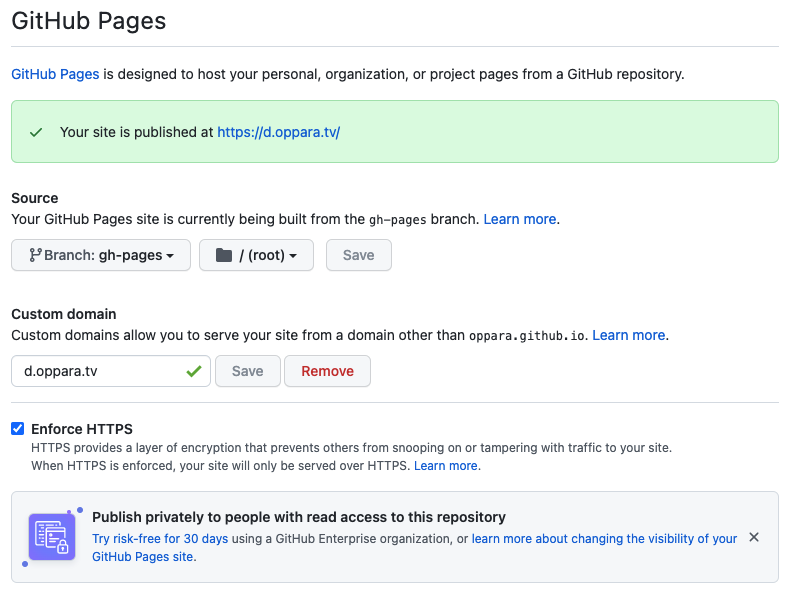 GitHub Pages
GitHub Pages is designed to host your personal, organization, or project pages from a GitHub repository.
Your site is published at https://d.oppara.tv/
Source
Your GitHub Pages site is currently being built from the gh-pages branch. Learn more.
Branch: gh-pages / (root) Save
Custom domain
Custom domains allow you to serve your site from a domain other than oppara.github.io. Learn more.
d.oppara.tv Save Remove
Enforce HTTPS
HTTPS provides a layer of encryption that prevents others from snooping on or tampering with traffic to your site.
When HTTPS is enforced, your site will only be served over HTTPS. Learn more.
Publish privately to people with read access to this repository
Try risk-free for 30 days using a GitHub Enterprise organization, or learn more about changing the visibility of your
GitHub Pages site.